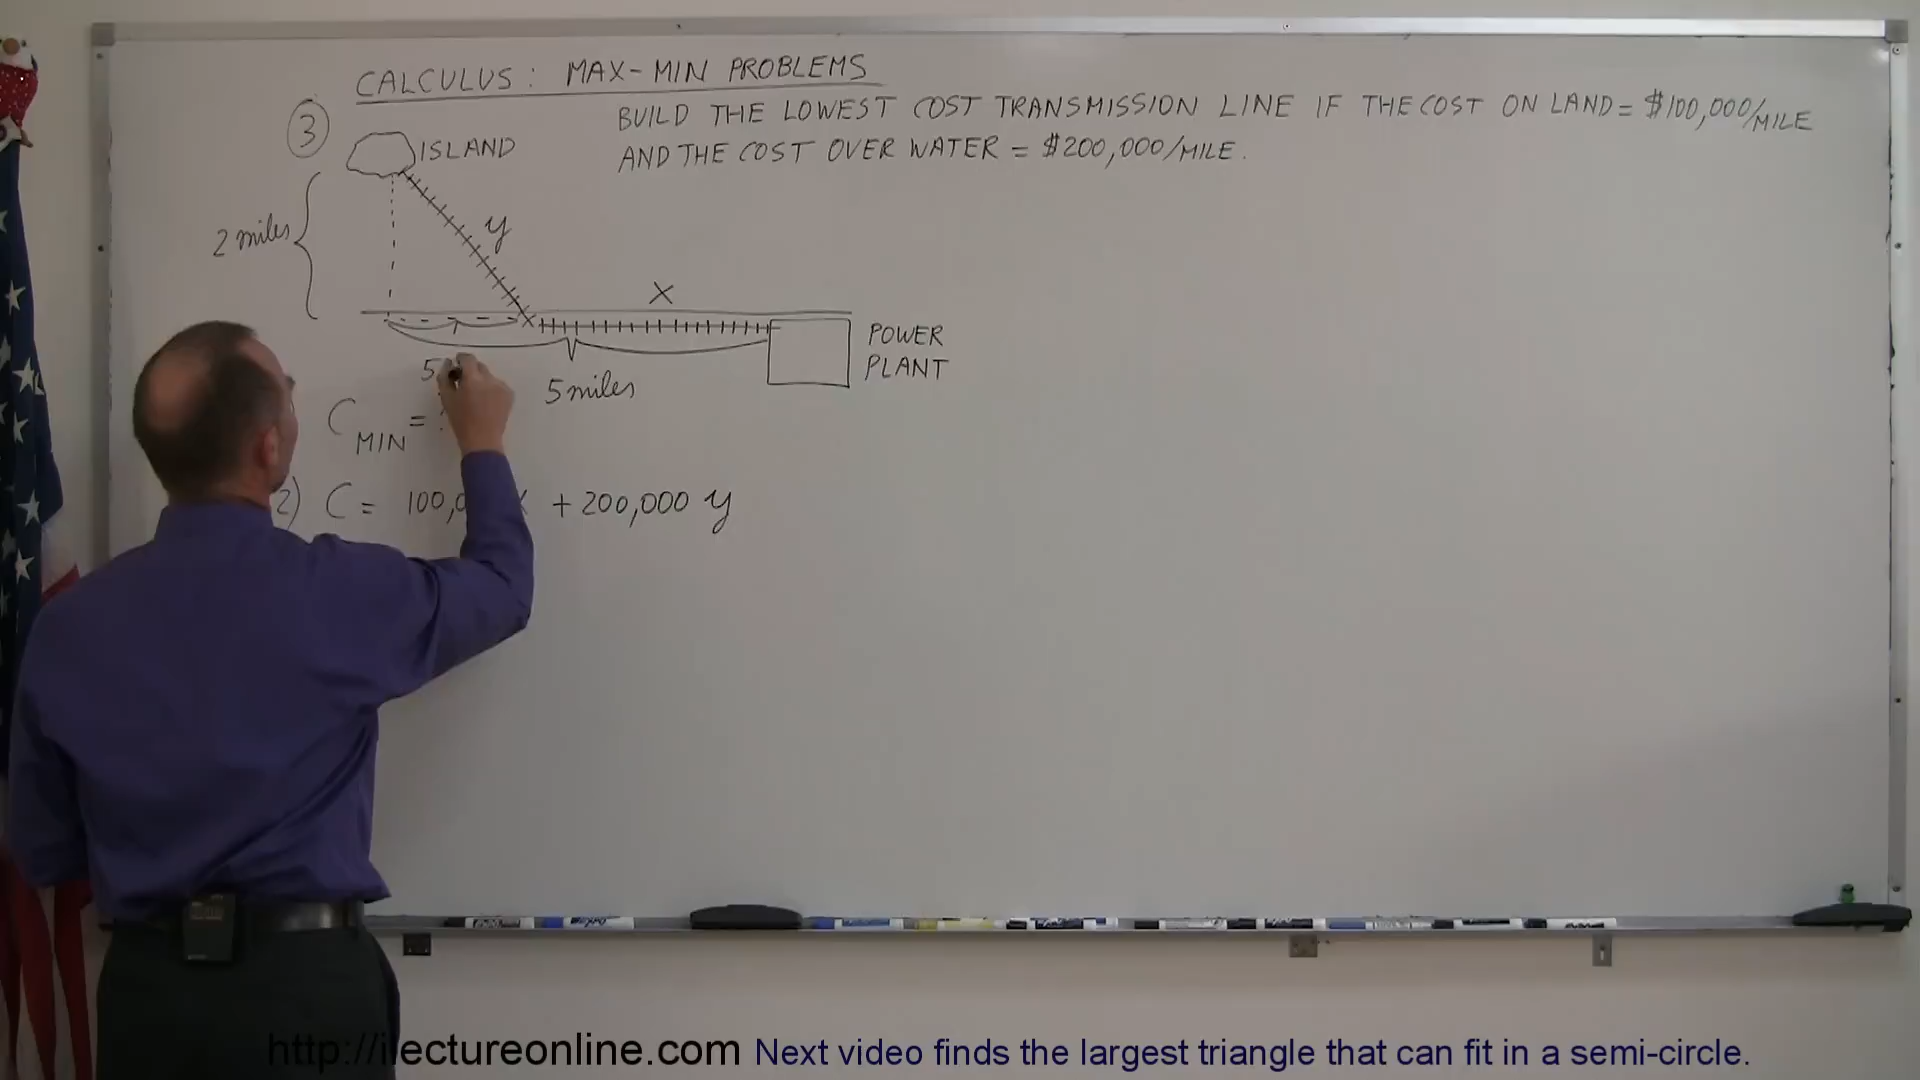 CALCULUS: MAX-MIN PROBLEMS
3
BUILD THE LOWEST COST TRANSMISSION LINE IF THE COST ON LAND = $100,000/MILE
AND THE COST OVER WATER = $200,000/MILE.
ISLAND
2 miles
y
x
POWER
PLANT
5
5 miles
C MIN = ?
2) C = 100,0 + 200,000 y
http://ilectureonline.com Next video finds the largest triangle that can fit in a semi-circle.